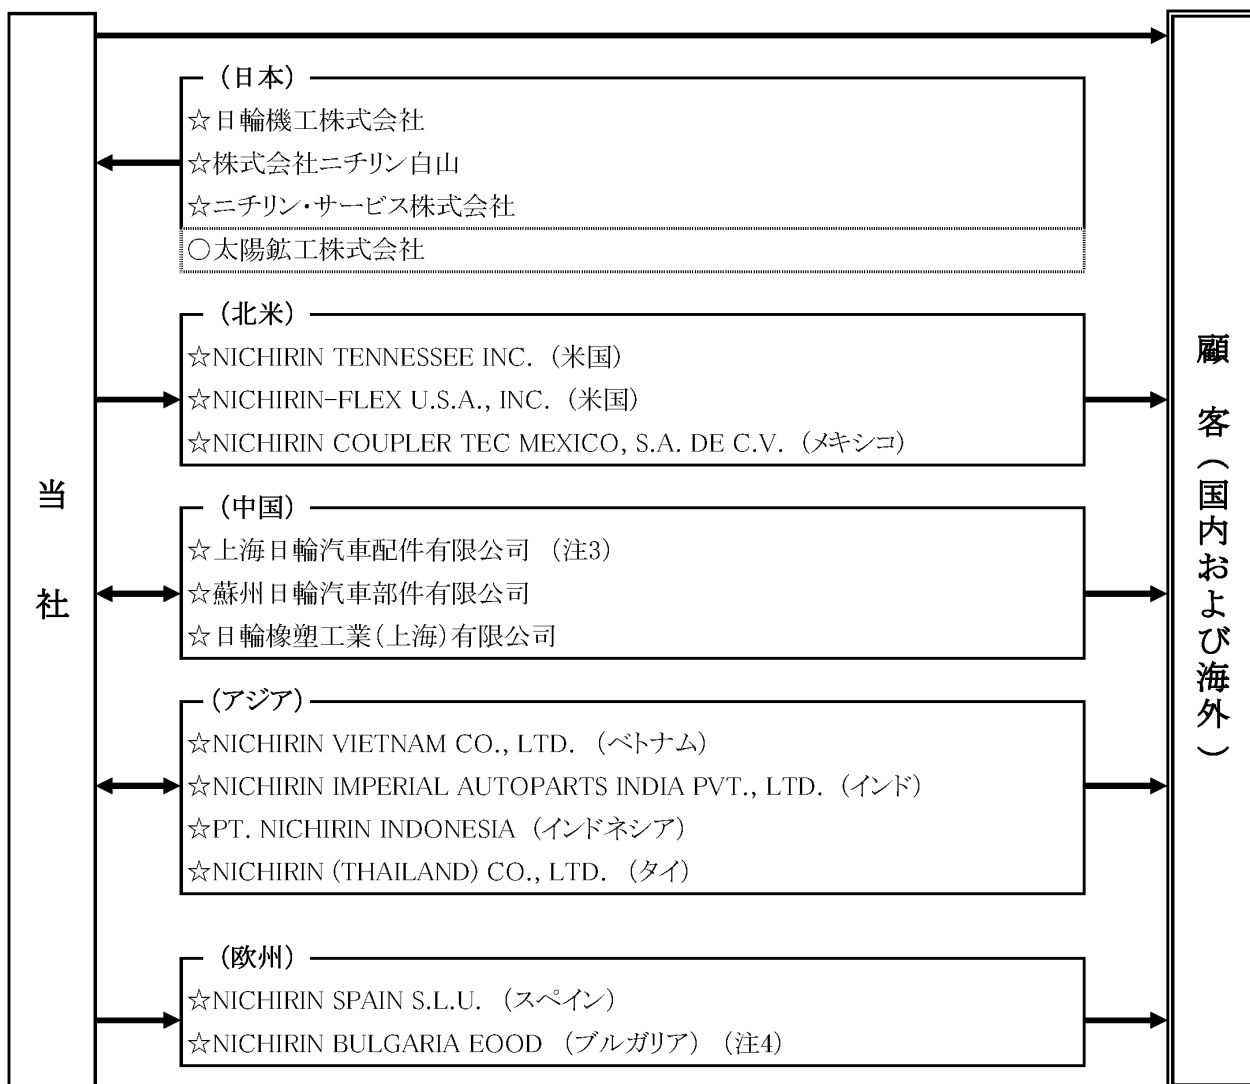 当社
（日本）
☆日輪機工株式会社
☆株式会社ニチリン白山
☆ニチリン・サービス株式会社
○太陽鉱工株式会社
（北米）
☆NICHIRIN TENNESSEE INC.（米国）
☆NICHIRIN-FLEX U.S.A., INC.（米国）
☆NICHIRIN COUPLER TEC MEXICO, S.A. DE C.V.（メキシコ）
（中国）
☆上海日輪汽車配件有限公司（注3）
☆蘇州日輪汽車部件有限公司
☆日輪橡塑工業(上海)有限公司
（アジア）
☆NICHIRIN VIETNAM CO., LTD.（ベトナム）
☆NICHIRIN IMPERIAL AUTOPARTS INDIA PVT., LTD.（インド）
☆PT. NICHIRIN INDONESIA（インドネシア）
☆NICHIRIN (THAILAND) CO., LTD.（タイ）
（欧州）
☆NICHIRIN SPAIN S.L.U.（スペイン）
☆NICHIRIN BULGARIA EOOD（ブルガリア）（注4）
顧客（国内および海外）